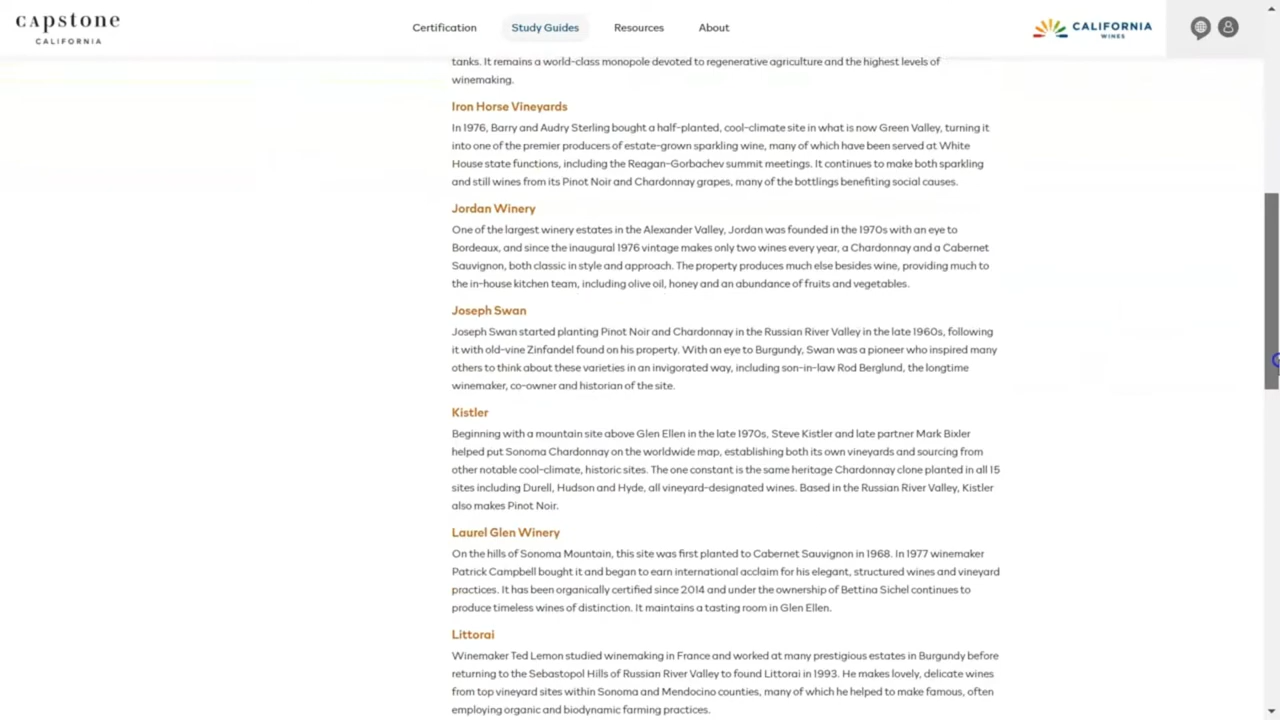 capstone
CALIFORNIA
Certification
Study Guides
Resources
About
CALIFORNIA
WINES
tanks. It remains a world-class monopole devoted to regenerative agriculture and the highest levels of
winemaking.
Iron Horse Vineyards
In 1976, Barry and Audry Sterling bought a half-planted, cool-climate site in what is now Green Valley, turning it
into one of the premier producers of estate-grown sparkling wine, many of which have been served at White
House state functions, including the Reagan-Gorbachev summit meetings. It continues to make both sparkling
and still wines from its Pinot Noir and Chardonnay grapes, many of the bottlings benefiting social causes.
Jordan Winery
One of the largest winery estates in the Alexander Valley, Jordan was founded in the 1970s with an eye to
Bordeaux, and since the inaugural 1976 vintage makes only two wines every year, a Chardonnay and a Cabernet
Sauvignon, both classic in style and approach. The property produces much else besides wine, providing much to
the in-house kitchen team, including olive oil, honey and an abundance of fruits and vegetables.
Joseph Swan
Joseph Swan started planting Pinot Noir and Chardonnay in the Russian River Valley in the late 1960s, following
it with old-vine Zinfandel found on his property. With an eye to Burgundy, Swan was a pioneer who inspired many
others to think about these varieties in an invigorated way, including son-in-law Rod Berglund, the longtime
winemaker, co-owner and historian of the site.
Kistler
Beginning with a mountain site above Glen Ellen in the late 1970s, Steve Kistler and late partner Mark Bixler
helped put Sonoma Chardonnay on the worldwide map, establishing both its own vineyards and sourcing from
other notable cool-climate, historic sites. The one constant is the same heritage Chardonnay clone planted in all 15
sites including Durell, Hudson and Hyde, all vineyard-designated wines. Based in the Russian River Valley, Kistler
also makes Pinot Noir.
Laurel Glen Winery
On the hills of Sonoma Mountain, this site was first planted to Cabernet Sauvignon in 1968. In 1977 winemaker
Patrick Campbell bought it and began to earn international acclaim for his elegant, structured wines and vineyard
practices. It has been organically certified since 2014 and under the ownership of Bettina Sichel continues to
produce timeless wines of distinction. It maintains a tasting room in Glen Ellen.
Littorai
Winemaker Ted Lemon studied winemaking in France and worked at many prestigious estates in Burgundy before
returning to the Sebastopol Hills of Russian River Valley to found Littorai in 1993. He makes lovely, delicate wines
from top vineyard sites within Sonoma and Mendocino counties, many of which he helped to make famous, often
employing organic and biodynamic farming practices.